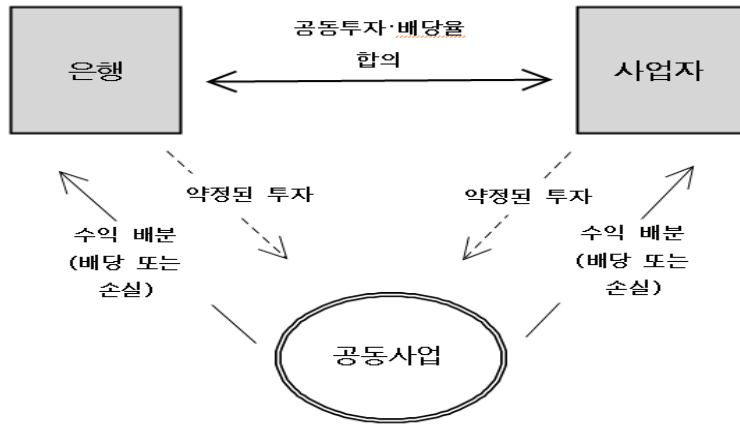 공동투자·배당율
합의
은행
사업자
약정된 투자
약정된 투자
수익 배분
(배당 또는
손실)
수익 배분
(배당 또는
손실)
공동사업